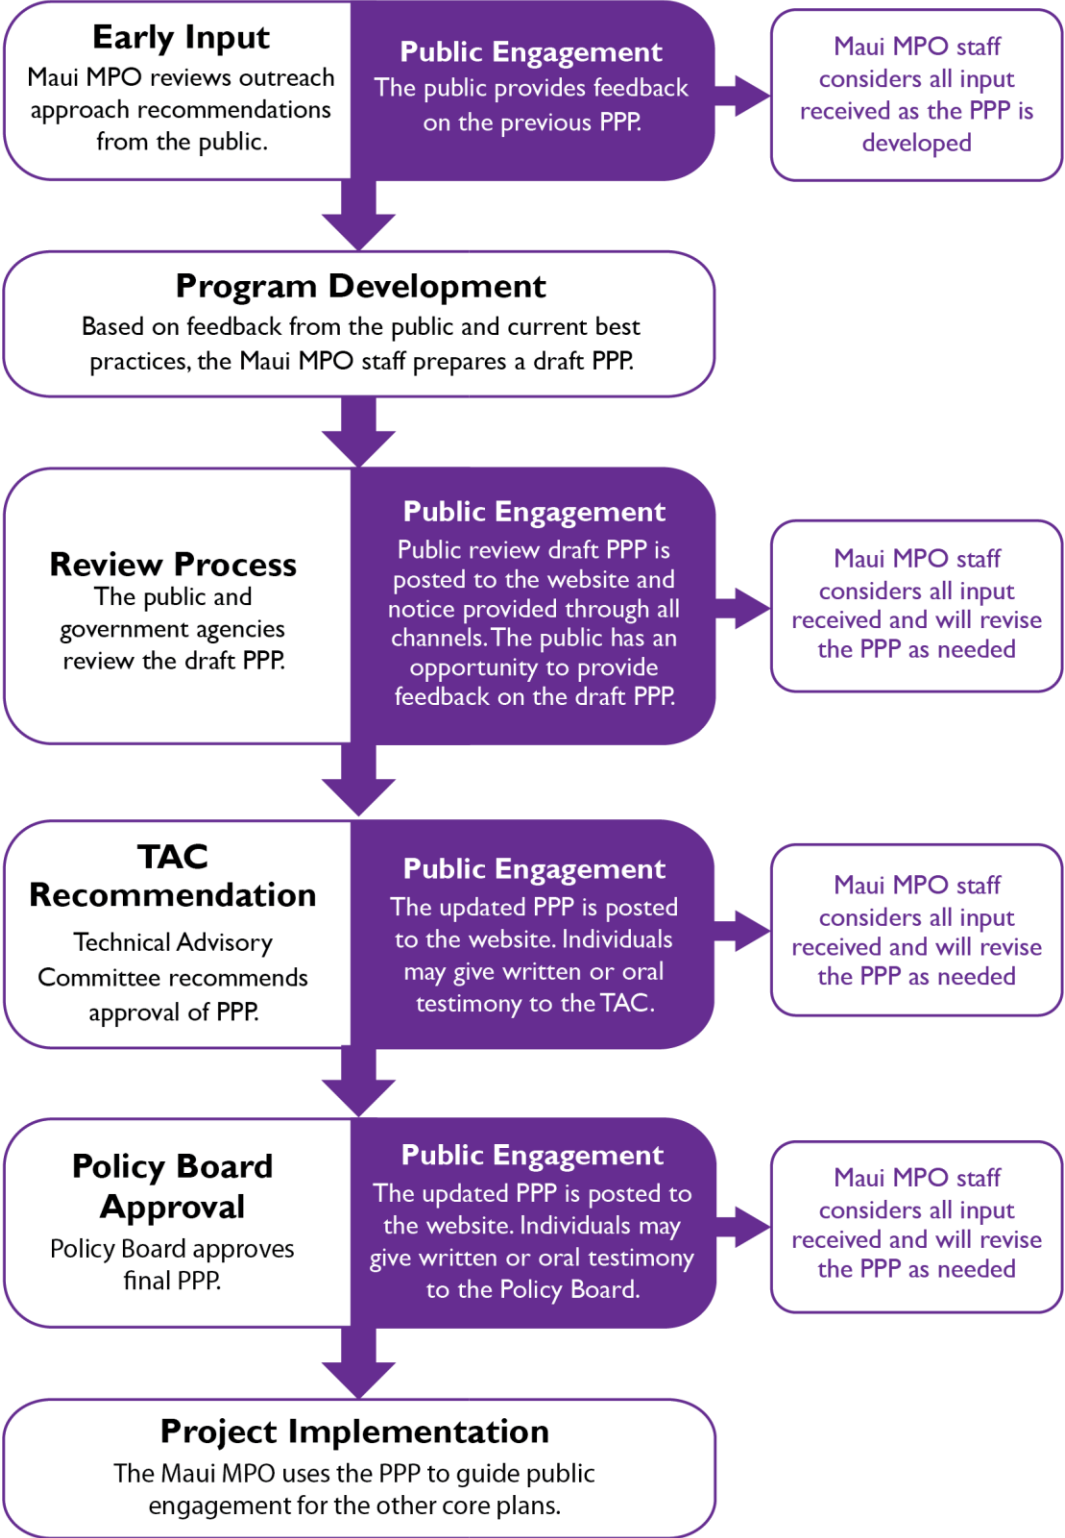 Early Input
Maui MPO reviews outreach
approach recommendations
from the public.
Public Engagement
The public provides feedback
on the previous PPP.
Maui MPO staff
considers all input
received as the PPP is
developed
Program Development
Based on feedback from the public and current best
practices, the Maui MPO staff prepares a draft PPP.
Review Process
The public and
government agencies
review the draft PPP.
Public Engagement
Public review draft PPP is
posted to the website and
notice provided through all
channels. The public has an
opportunity to provide
feedback on the draft PPP.
Maui MPO staff
considers all input
received and will revise
the PPP as needed
TAC
Recommendation
Technical Advisory
Committee recommends
approval of PPP.
Public Engagement
The updated PPP is posted
to the website. Individuals
may give written or oral
testimony to the TAC.
Maui MPO staff
considers all input
received and will revise
the PPP as needed
Policy Board
Approval
Policy Board approves
final PPP.
Public Engagement
The updated PPP is posted to
the website. Individuals may
give written or oral testimony
to the Policy Board.
Maui MPO staff
considers all input
received and will revise
the PPP as needed
Project Implementation
The Maui MPO uses the PPP to guide public
engagement for the other core plans.